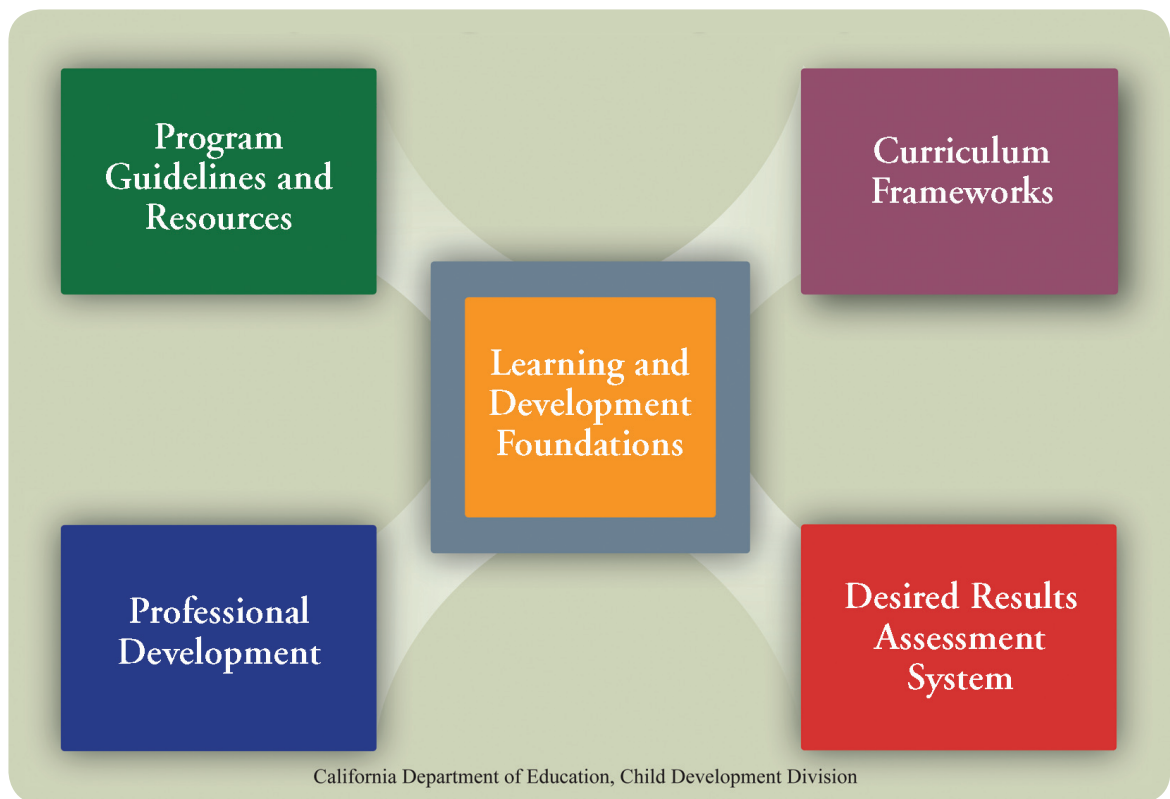 Program
Guidelines and
Resources
Curriculum
Frameworks
Learning and
Development
Foundations
Professional
Development
Desired Results
Assessment
System
California Department of Education, Child Development Division